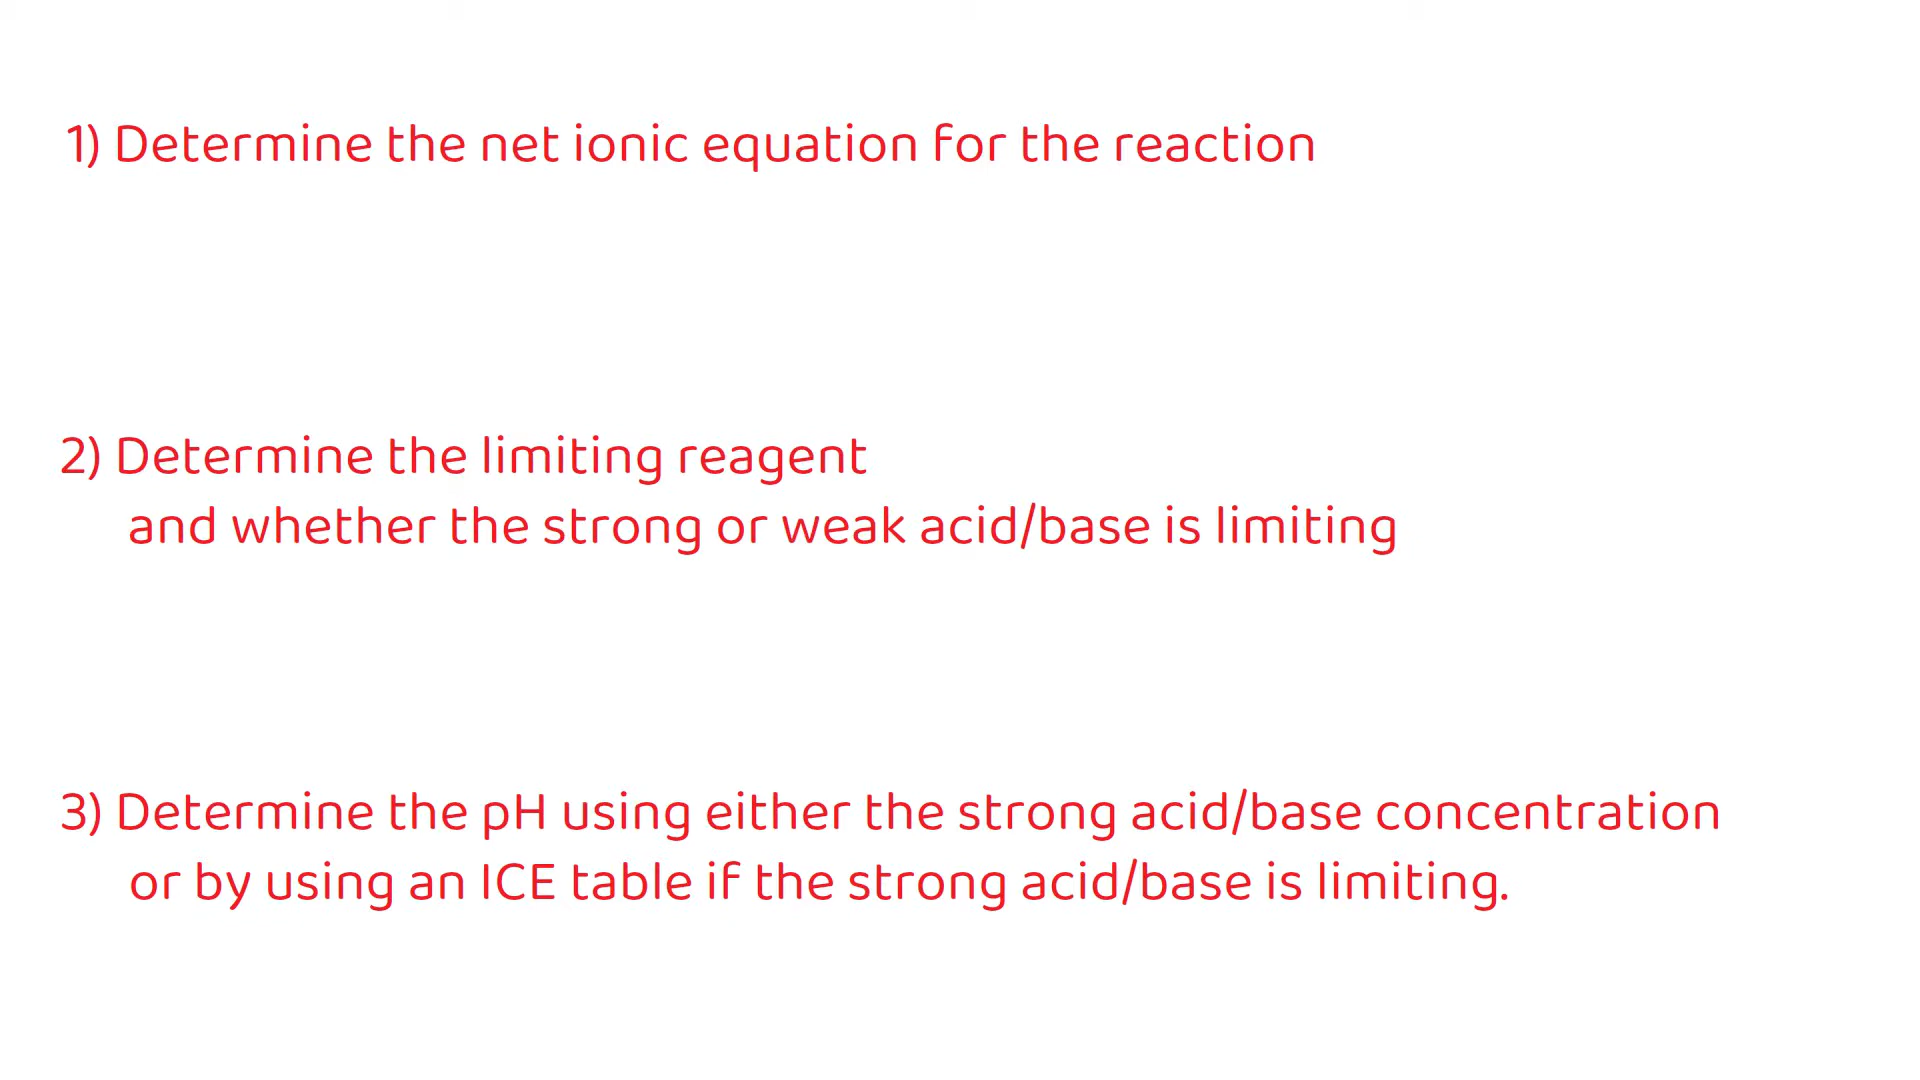 1) Determine the net ionic equation for the reaction
2) Determine the limiting reagent
and whether the strong or weak acid/base is limiting
3) Determine the pH using either the strong acid/base concentration
or by using an ICE table if the strong acid/base is limiting.